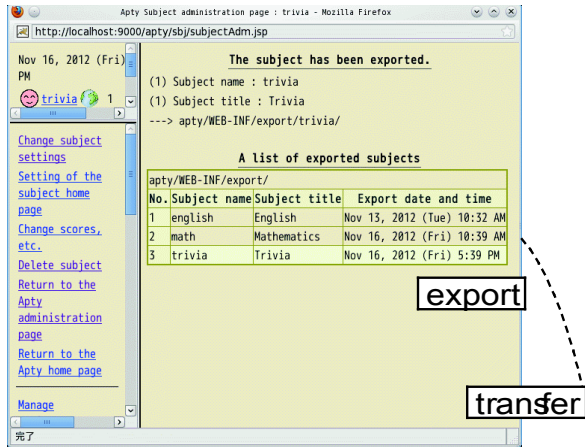 Apty Subject administration page : trivia - Mozilla Firefox
http://localhost:9000/apty/sbj/subjectAdm.jsp
Nov 16, 2012 (Fri)
PM
trivia 1
Change subject
settings
Setting of the
subject home
page
Change scores,
etc.
Delete subject
Return to the
Apty
administration
page
Return to the
Apty home page
Manage
The subject has been exported.
(1) Subject name : trivia
(1) Subject title : Trivia
---> apty/WEB-INF/export/trivia/
A list of exported subjects
apty/WEB-INF/export/
No. Subject name Subject title Export date and time
1 english English Nov 13, 2012 (Tue) 10:32 AM
2 math Mathematics Nov 16, 2012 (Fri) 10:39 AM
3 trivia Trivia Nov 16, 2012 (Fri) 5:39 PM
export
transfer
完了